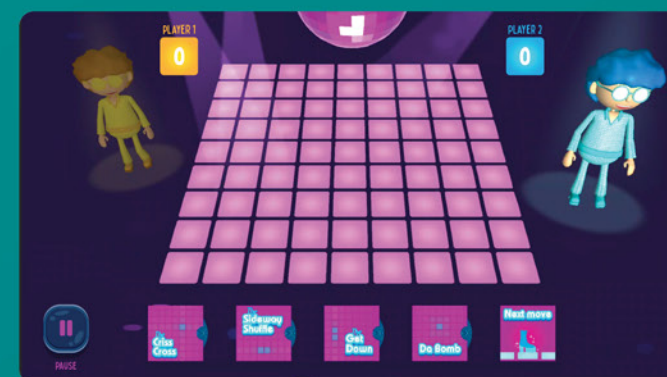 PLAYER 1
0
PLAYER 2
0
PAUSE
Criss
Cross
Sideway
Shuffle
Get
Down
Da Bomb
Next move